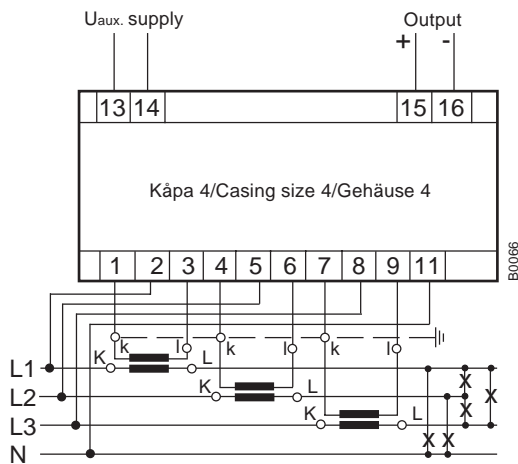 Uaux. supply Output
+ -
13 14 15 16
Kåpa 4/Casing size 4/Gehäuse 4
B0066
1 2 3 4 5 6 7 8 9 11
k l k l k l
L1 K L
L2 K L X
L3 K L X X
N X X